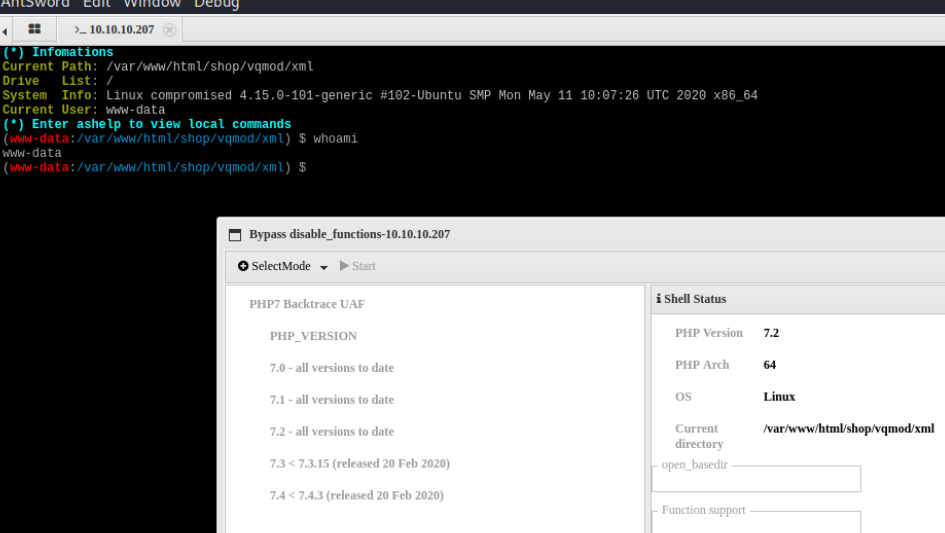 AntSword Edit Window Debug
>_ 10.10.10.207
(*) Infomations
Current Path: /var/www/html/shop/vqmod/xml
Drive List: /
System Info: Linux compromised 4.15.0-101-generic #102-Ubuntu SMP Mon May 11 10:07:26 UTC 2020 x86_64
Current User: www-data
(*) Enter ashelp to view local commands
(www-data:/var/www/html/shop/vqmod/xml) $ whoami
www-data
(www-data:/var/www/html/shop/vqmod/xml) $
Bypass disable_functions-10.10.10.207
SelectMode Start
PHP7 Backtrace UAF
PHP_VERSION
7.0 - all versions to date
7.1 - all versions to date
7.2 - all versions to date
7.3 < 7.3.15 (released 20 Feb 2020)
7.4 < 7.4.3 (released 20 Feb 2020)
Shell Status
PHP Version 7.2
PHP Arch 64
OS Linux
Current directory /var/www/html/shop/vqmod/xml
open_basedir
Function support